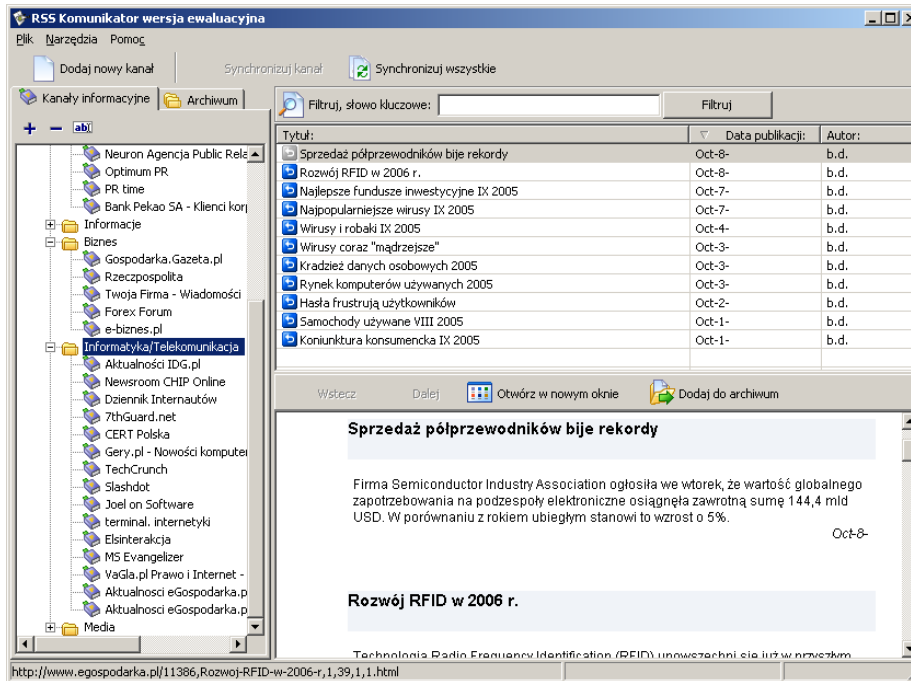 RSS Komunikator wersja ewaluacyjna
Plik Narzędzia Pomoc
Dodaj nowy kanał Synchronizuj kanał Synchronizuj wszystkie
Kanały informacyjne Archiwum
Filtruj, słowo kluczowe: Filtruj
Tytuł: Data publikacji: Autor:
Sprzedaż półprzewodników bije rekordy Oct-8- b.d.
Rozwój RFID w 2006 r. Oct-8- b.d.
Najlepsze fundusze inwestycyjne IX 2005 Oct-7- b.d.
Najpopularniejsze wirusy IX 2005 Oct-7- b.d.
Wirusy i robaki IX 2005 Oct-4- b.d.
Wirusy coraz "mądrzejsze" Oct-3- b.d.
Kradzież danych osobowych 2005 Oct-3- b.d.
Rynek komputerów używanych 2005 Oct-3- b.d.
Hasła frustrują użytkowników Oct-2- b.d.
Samochody używane VIII 2005 Oct-1- b.d.
Koniunktura konsumencka IX 2005 Oct-1- b.d.
abI
Neuron Agencja Public Rela
Optimum PR
PR time
Bank Pekao SA - Klienci korp
Informacje
Biznes
Gospodarka.Gazeta.pl
Rzeczpospolita
Twoja Firma - Wiadomości
Forex Forum
e-biznes.pl
Informatyka/Telekomunikacja
Aktualności IDG.pl
Newsroom CHIP Online
Dziennik Internautów
7thGuard.net
CERT Polska
Gery.pl - Nowości komputer
TechCrunch
Slashdot
Joel on Software
terminal. internetyki
Elsinterakcja
MS Evangelizer
VaGla.pl Prawo i Internet -
Aktualnosci eGospodarka.p
Aktualnosci eGospodarka.p
Media
Wstecz Dalej Otwórz w nowym oknie Dodaj do archiwum
Sprzedaż półprzewodników bije rekordy
Firma Semiconductor Industry Association ogłosiła we wtorek, że wartość globalnego
zapotrzebowania na podzespoły elektroniczne osiągnęła zawrotną sumę 144,4 mld
USD. W porównaniu z rokiem ubiegłym stanowi to wzrost o 5%.
Oct-8-
Rozwój RFID w 2006 r.
Technologia Radio Frequency Identification (RFID) upowszechni się już w przyszłym
http://www.egospodarka.pl/11386,Rozwoj-RFID-w-2006-r,1,39,1,1.html